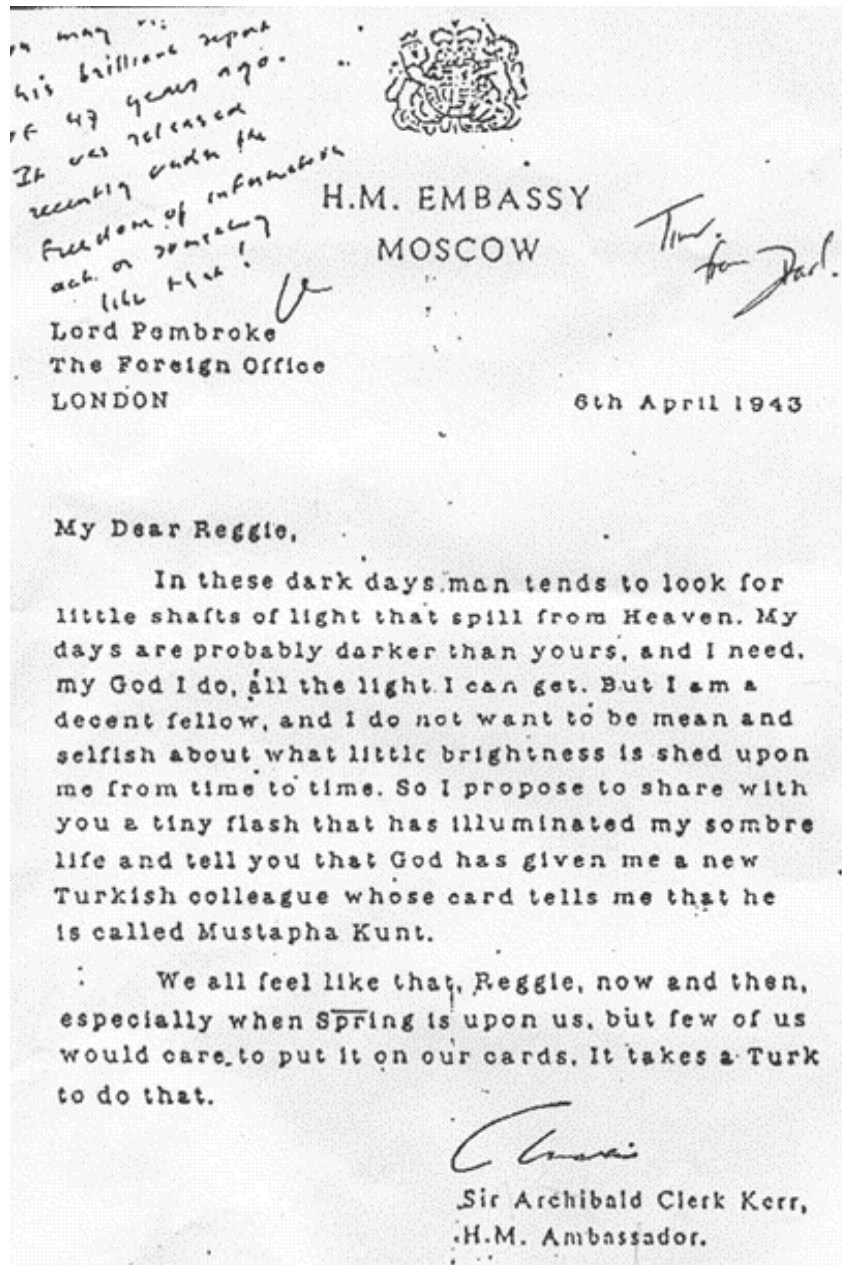 may
his brilliant report
of 47 years ago.
It was released
recently under the
freedom of information
act or something
like that!
H.M. EMBASSY
MOSCOW
from
Lord Pembroke
The Foreign Office
LONDON
6th April 1943
My Dear Reggie,
In these dark days man tends to look for
little shafts of light that spill from Heaven. My
days are probably darker than yours, and I need,
my God I do, all the light I can get. But I am a
decent fellow, and I do not want to be mean and
selfish about what little brightness is shed upon
me from time to time. So I propose to share with
you a tiny flash that has illuminated my sombre
life and tell you that God has given me a new
Turkish colleague whose card tells me that he
is called Mustapha Kunt.
We all feel like that, Reggie, now and then,
especially when Spring is upon us, but few of us
would care to put it on our cards. It takes a Turk
to do that.
Sir Archibald Clerk Kerr,
H.M. Ambassador.